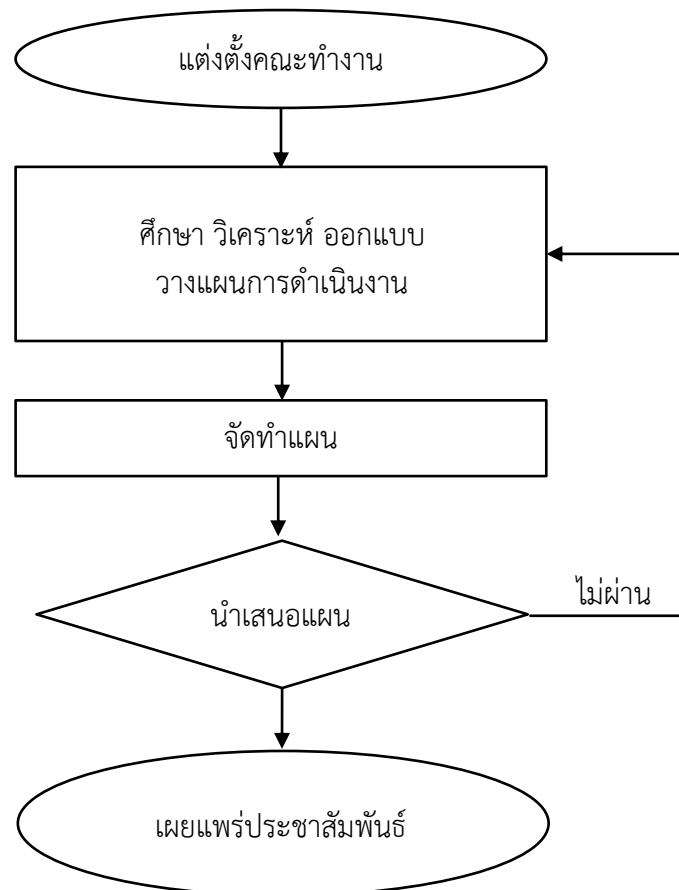 แต่งตั้งคณะทำงาน
ศึกษา วิเคราะห์ ออกแบบ
วางแผนการดำเนินงาน
จัดทำแผน
นำเสนอแผน
ไม่ผ่าน
เผยแพร่ประชาสัมพันธ์